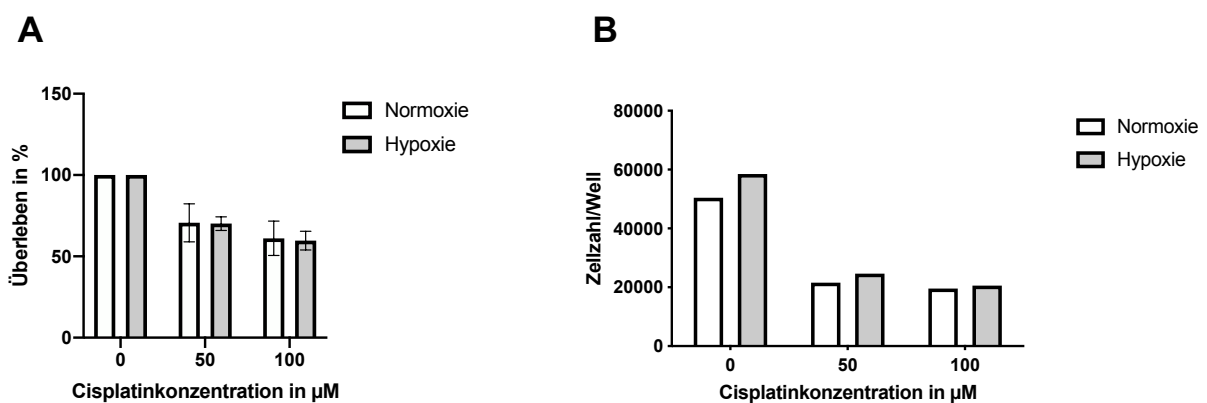 A
Überleben in %
150
100
50
0
0 50 100
Cisplatinkonzentration in µM
Normoxie
Hypoxie
B
Zellzahl/Well
80000
60000
40000
20000
0
0 50 100
Cisplatinkonzentration in µM
Normoxie
Hypoxie